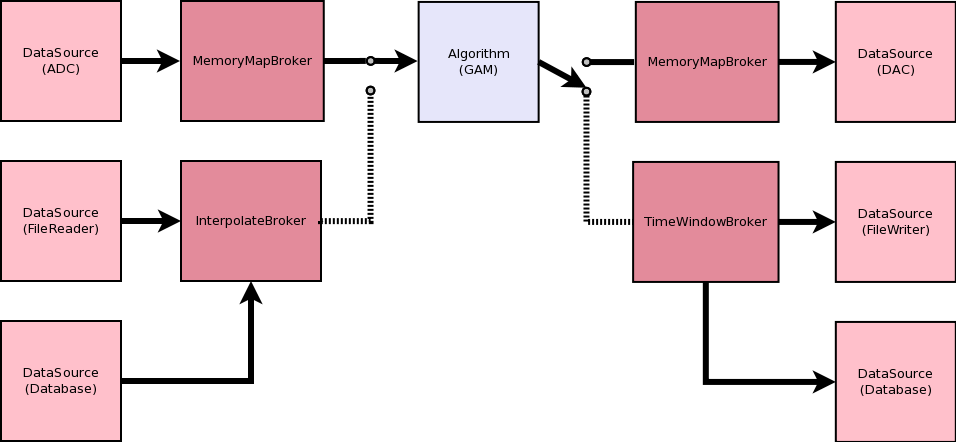 DataSource
(ADC)
MemoryMapBroker
Algorithm
(GAM)
MemoryMapBroker
DataSource
(DAC)
DataSource
(FileReader)
InterpolateBroker
TimeWindowBroker
DataSource
(FileWriter)
DataSource
(Database)
DataSource
(Database)